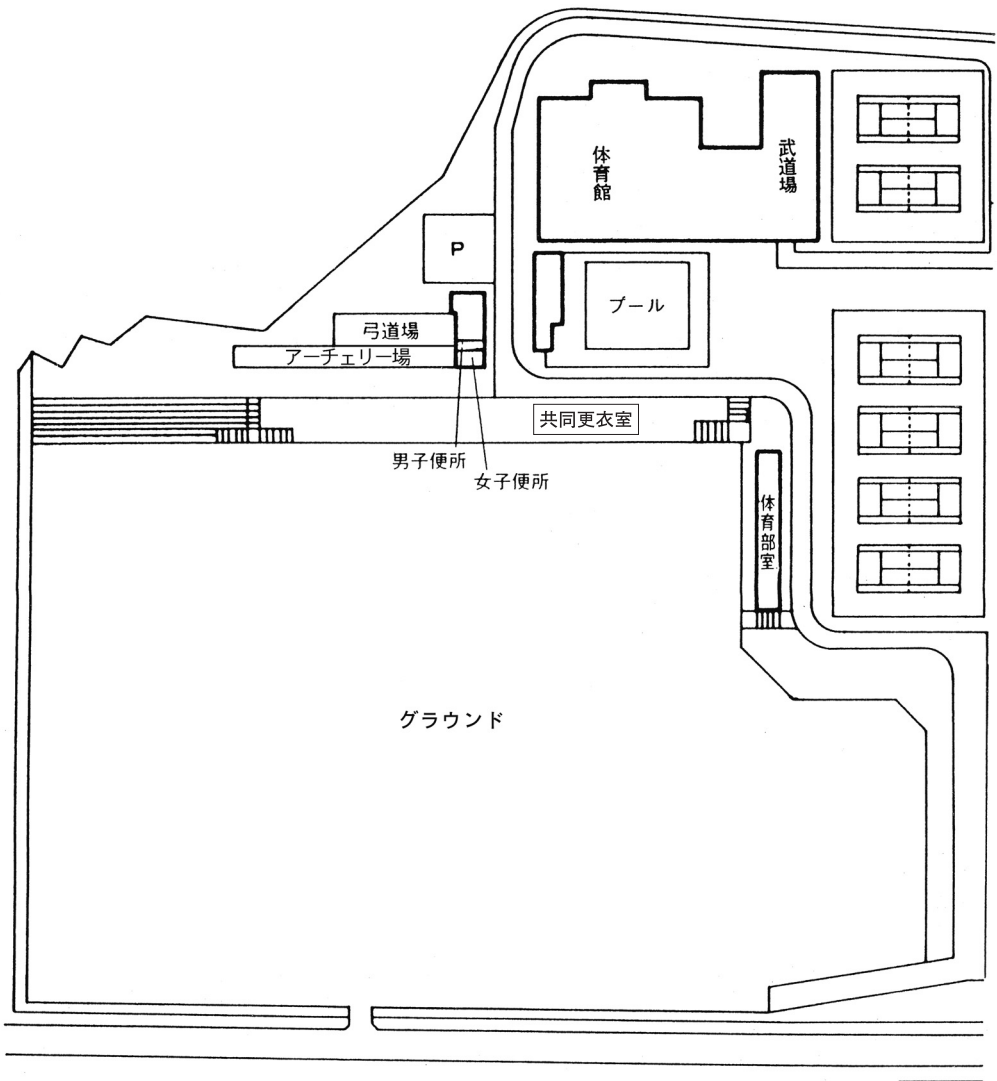 体育館
武道場
P
プール
弓道場
アーチェリー場
共同更衣室
男子便所
女子便所
体育部室
グラウンド